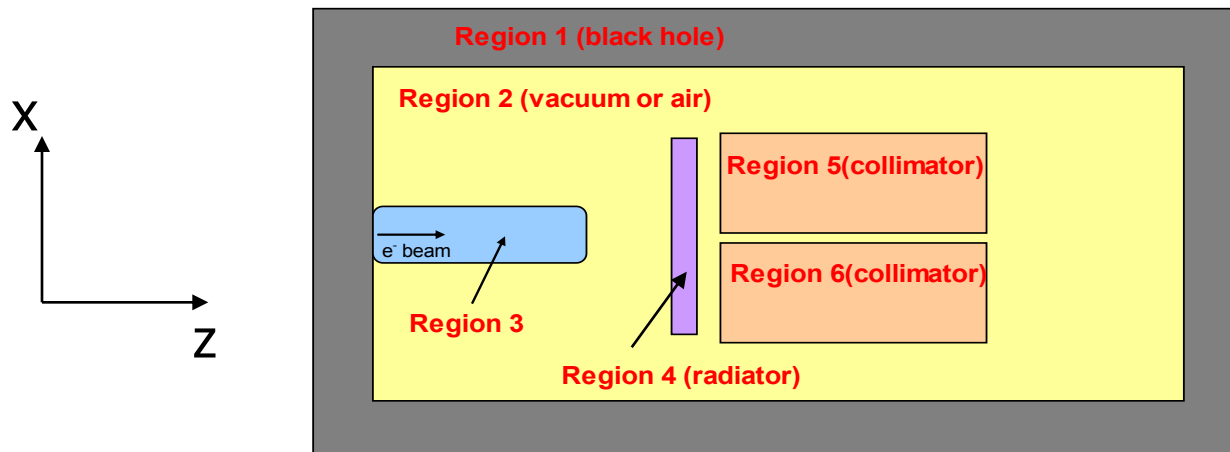 Region 1 (black hole)
Region 2 (vacuum or air)
X
Region 5(collimator)
e- beam
Region 6(collimator)
Region 3
Z
Region 4 (radiator)